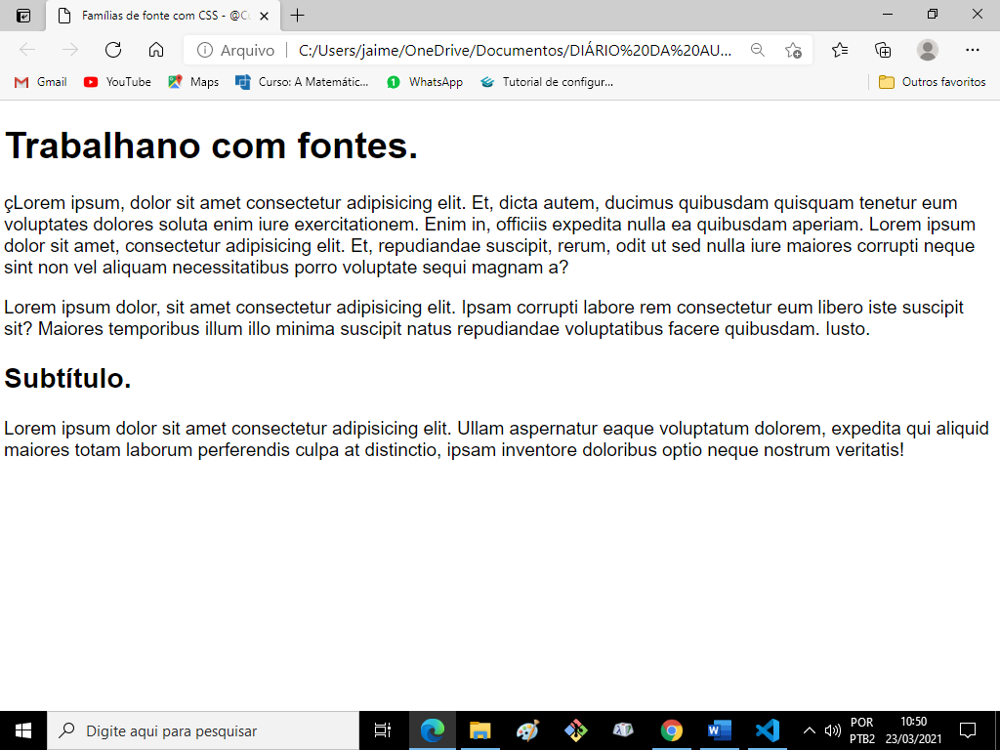 Famílias de fonte com CSS - @Cu
Arquivo
C:/Users/jaime/OneDrive/Documentos/DIÁRIO%20DA%20AU...
Gmail
YouTube
Maps
Curso: A Matemátic...
WhatsApp
Tutorial de configur...
Outros favoritos
Trabalhano com fontes.
çLorem ipsum, dolor sit amet consectetur adipisicing elit. Et, dicta autem, ducimus quibusdam quisquam tenetur eum
voluptates dolores soluta enim iure exercitationem. Enim in, officiis expedita nulla ea quibusdam aperiam. Lorem ipsum
dolor sit amet, consectetur adipisicing elit. Et, repudiandae suscipit, rerum, odit ut sed nulla iure maiores corrupti neque
sint non vel aliquam necessitatibus porro voluptate sequi magnam a?
Lorem ipsum dolor, sit amet consectetur adipisicing elit. Ipsam corrupti labore rem consectetur eum libero iste suscipit
sit? Maiores temporibus illum illo minima suscipit natus repudiandae voluptatibus facere quibusdam. Iusto.
Subtítulo.
Lorem ipsum dolor sit amet consectetur adipisicing elit. Ullam aspernatur eaque voluptatum dolorem, expedita qui aliquid
maiores totam laborum perferendis culpa at distinctio, ipsam inventore doloribus optio neque nostrum veritatis!
Digite aqui para pesquisar
POR
PTB2
10:50
23/03/2021